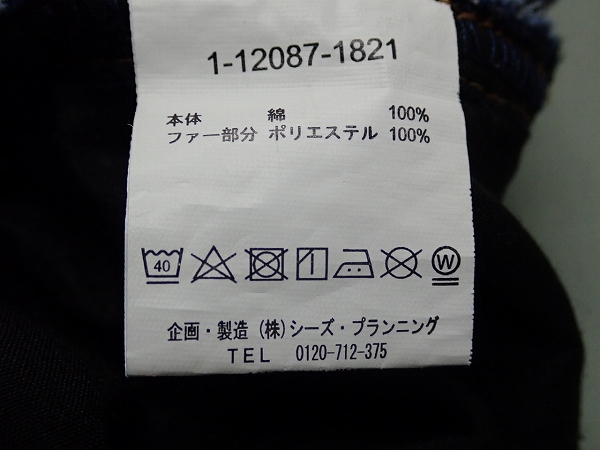 1-12087-1821
本体 綿 100%
ファー部分 ポリエステル 100%
40 W
企画・製造(株)シーズ・プランニング
TEL 0120-712-375